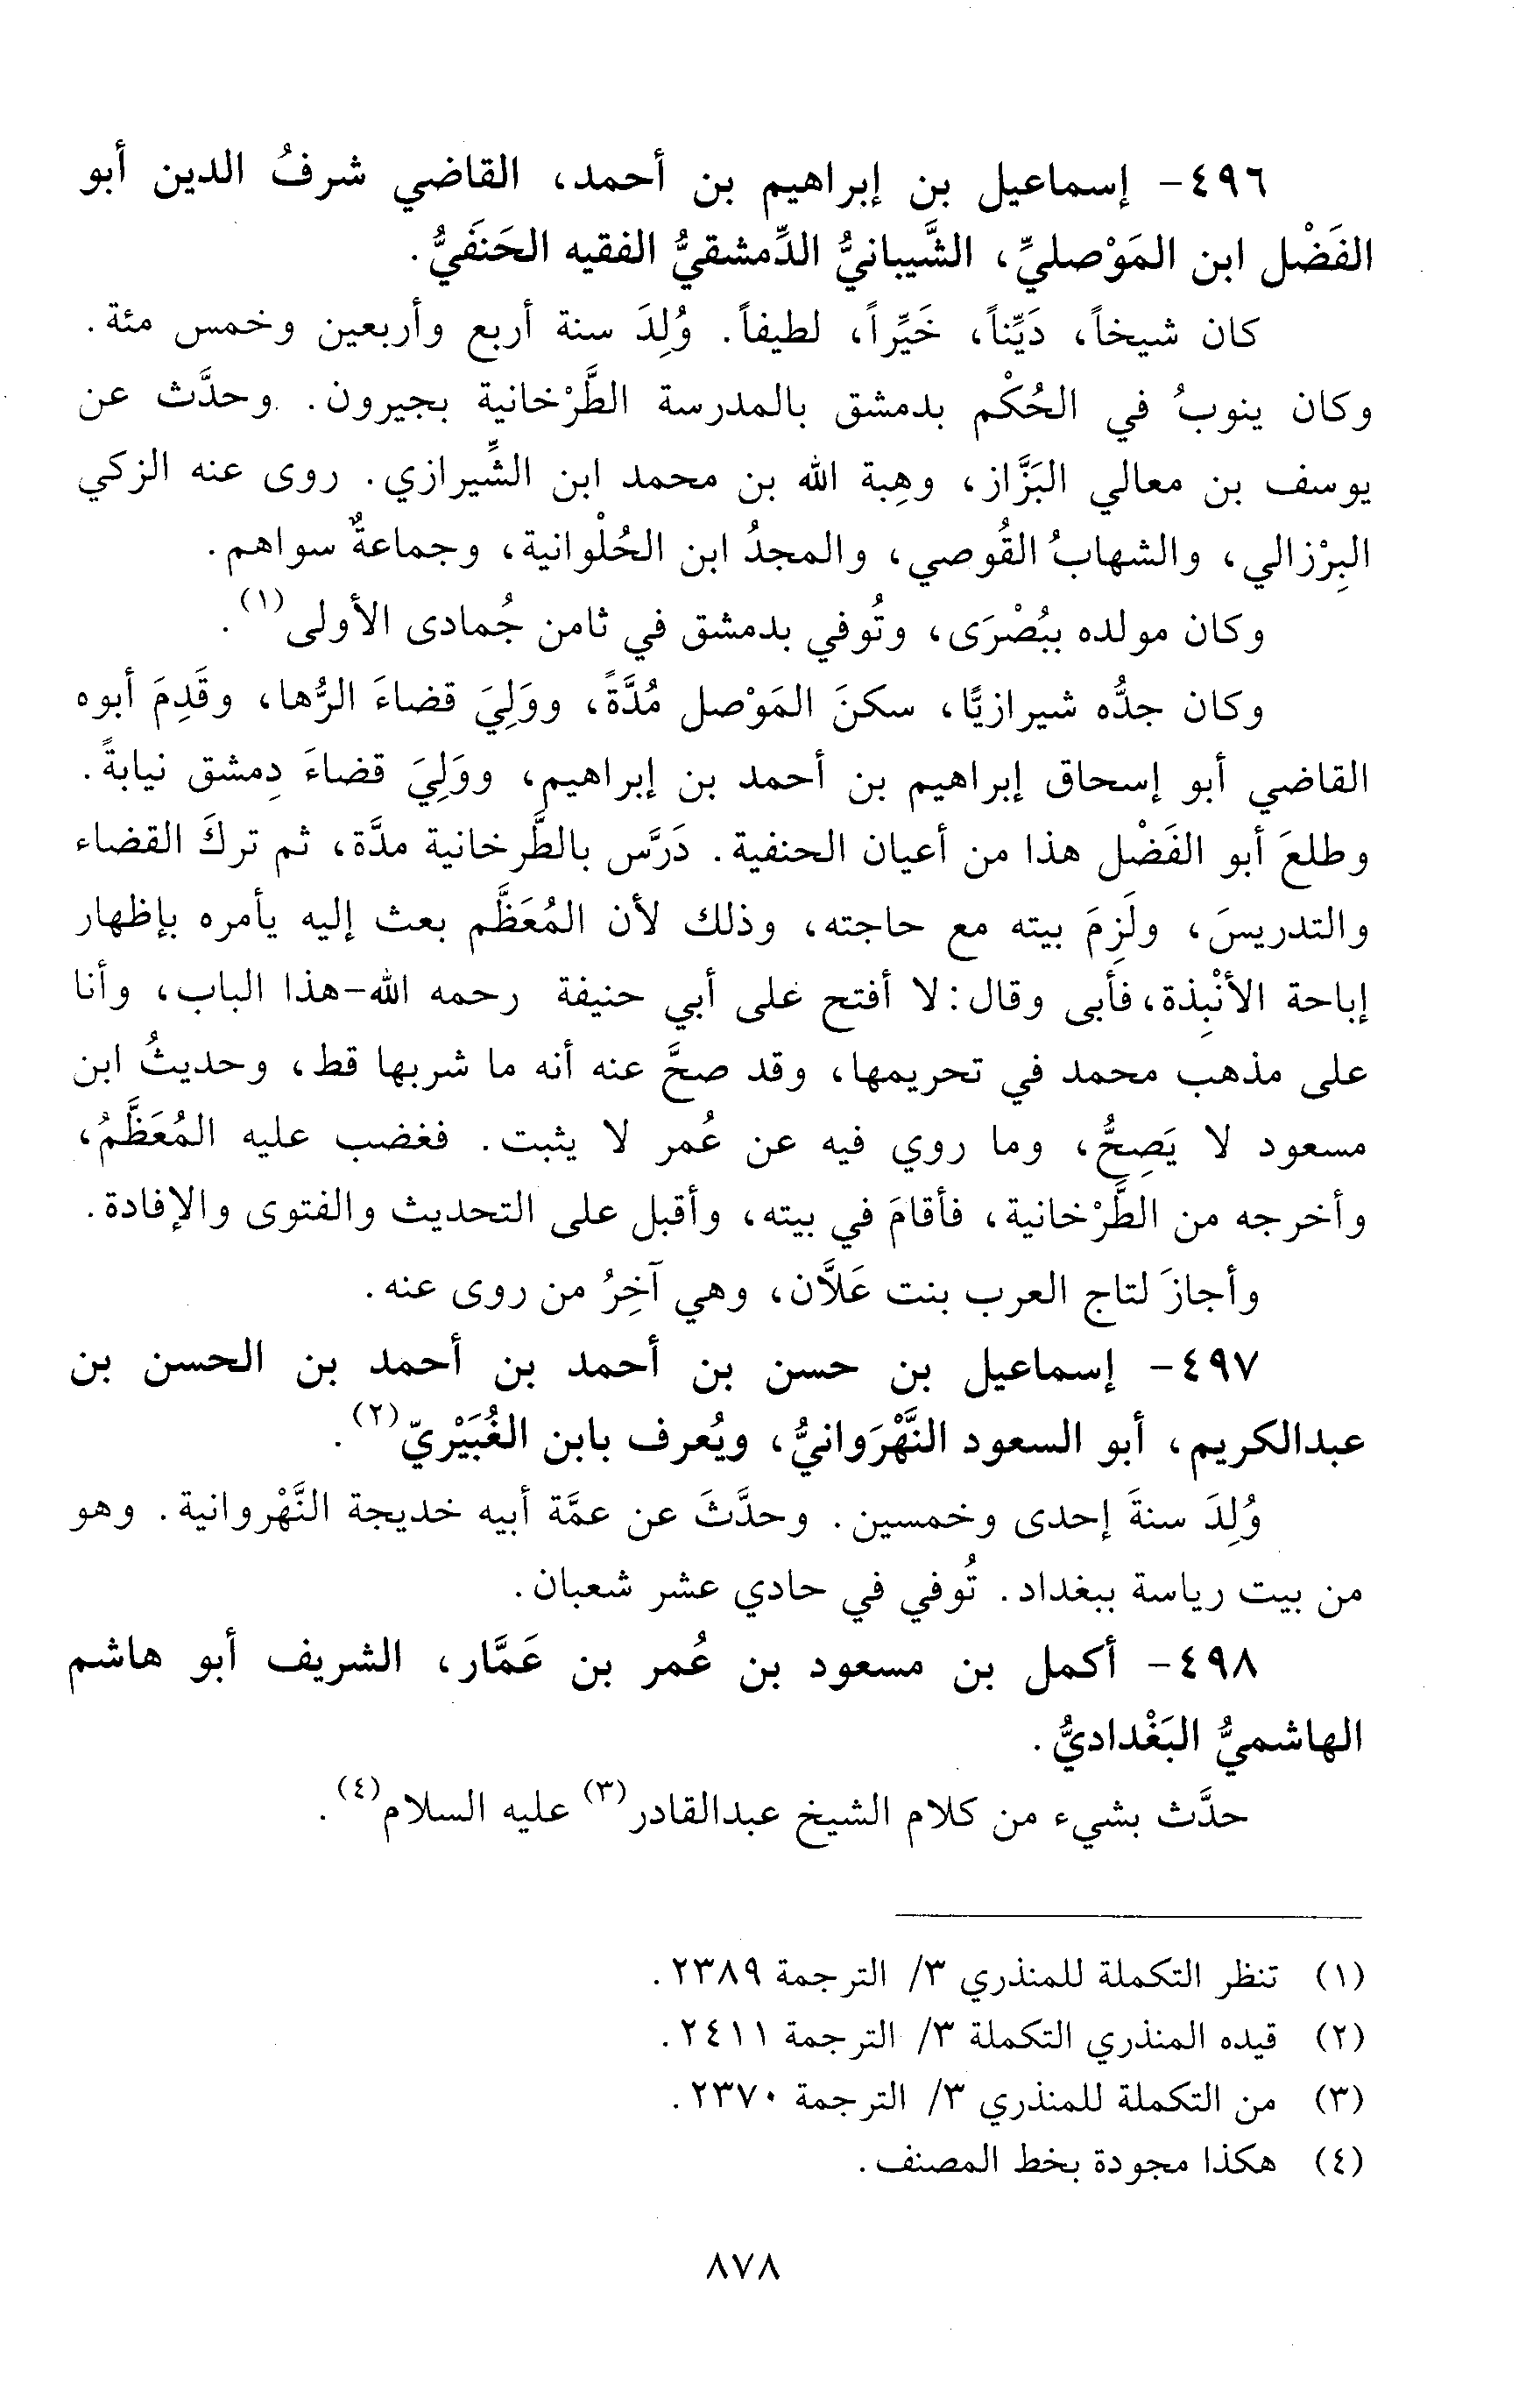 ٤٩٦- إسماعيل بن إبراهيم بن أحمد، القاضي شرفُ الدين أبو
الفَضْل ابن المَوْصليِّ، الشَّيبانيُّ الدِّمشقيُّ الفقيه الحَنَفيُّ.
كان شيخاً، دَيِّناً، خَيِّراً، لطيفاً. وُلِدَ سنة أربع وأربعين وخمس مئة.
وكان ينوبُ في الحُكْم بدمشق بالمدرسة الطَّرْخانية بجيرون. وحدَّث عن
يوسف بن معالي البَزَّاز، وهِبة الله بن محمد ابن الشِّيرازي. روى عنه الزكي
البِرْزالي، والشهابُ القُوصي، والمجدُ ابن الحُلْوانية، وجماعةٌ سواهم.
وكان مولده ببُصْرَى، وتُوفي بدمشق في ثامن جُمادى الأولى(١).
وكان جدُّه شيرازيًّا، سكنَ المَوْصل مُدَّةً، ووَلِيَ قضاءَ الرُّها، وقَدِمَ أبوه
القاضي أبو إسحاق إبراهيم بن أحمد بن إبراهيم، ووَلِيَ قضاءَ دِمشق نيابةً.
وطلعَ أبو الفَضْل هذا من أعيان الحنفية. دَرَّس بالطَّرخانية مدَّة، ثم تركَ القضاء
والتدريسَ، ولَزِمَ بيته مع حاجته، وذلك لأن المُعَظَّم بعث إليه يأمره بإظهار
إباحة الأنْبِذة، فأبى وقال: لا أفتح على أبي حنيفة رحمه الله-هذا الباب، وأنا
على مذهب محمد في تحريمها، وقد صحَّ عنه أنه ما شربها قط، وحديثُ ابن
مسعود لا يَصِحُّ، وما روي فيه عن عُمر لا يثبت. فغضب عليه المُعَظَّمُ،
وأخرجه من الطَّرْخانية، فأقامَ في بيته، وأقبل على التحديث والفتوى والإفادة.
وأجازَ لتاج العرب بنت عَلاَّن، وهي آخِرُ من روى عنه.
٤٩٧- إسماعيل بن حسن بن أحمد بن أحمد بن الحسن بن
عبدالكريم، أبو السعود النَّهْرَوانيُّ، ويُعرف بابن الغُبَيْريّ(٢).
وُلِدَ سنةَ إحدى وخمسين. وحدَّثَ عن عمَّة أبيه خديجة النَّهْروانية. وهو
من بيت رياسة ببغداد. تُوفي في حادي عشر شعبان.
٤٩٨- أكمل بن مسعود بن عُمر بن عَمَّار، الشريف أبو هاشم
الهاشميُّ البَغْداديُّ.
حدَّث بشيء من كلام الشيخ عبدالقادر(٣) عليه السلام(٤).
(١) تنظر التكملة للمنذري ٣/ الترجمة ٢٣٨٩.
(٢) قيده المنذري التكملة ٣/ الترجمة ٢٤١١.
(٣) من التكملة للمنذري ٣/ الترجمة ٢٣٧٠.
(٤) هكذا مجودة بخط المصنف.
٨٧٨